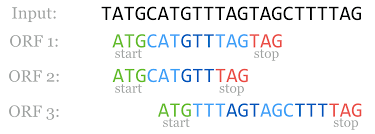 Input: TATGCATGTTTAGTAGCTTTTAG
ORF 1: ATGCATGTTTAGTAG
start stop
ORF 2: ATGCATGTTTAG
start stop
ORF 3: ATGTTTAGTAGCTTTTAG
start stop